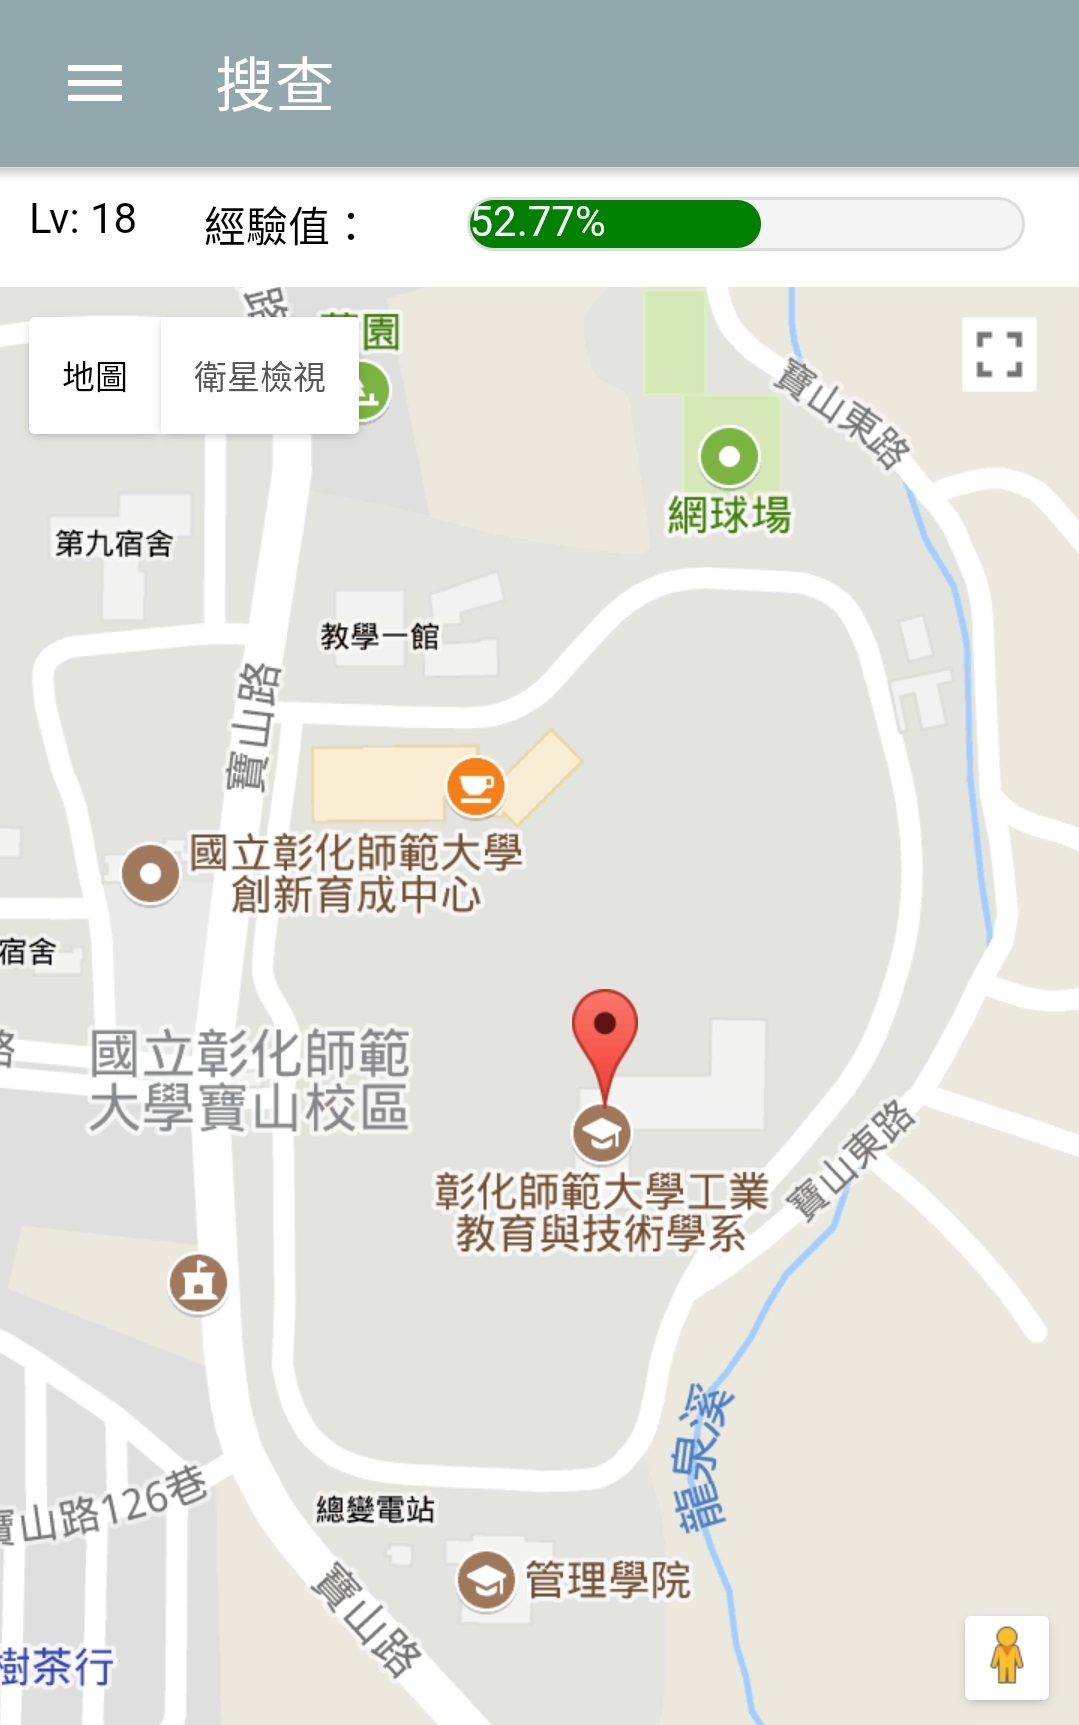 搜查
Lv: 18
經驗值：
52.77%
路
園
地圖
衛星檢視
寶山東路
網球場
第九宿舍
教學一館
寶山路
國立彰化師範大學
創新育成中心
宿舍
路
國立彰化師範
大學寶山校區
寶山東路
彰化師範大學工業
教育與技術學系
龍泉溪
寶山路126巷
總變電站
管理學院
寶山路
樹茶行